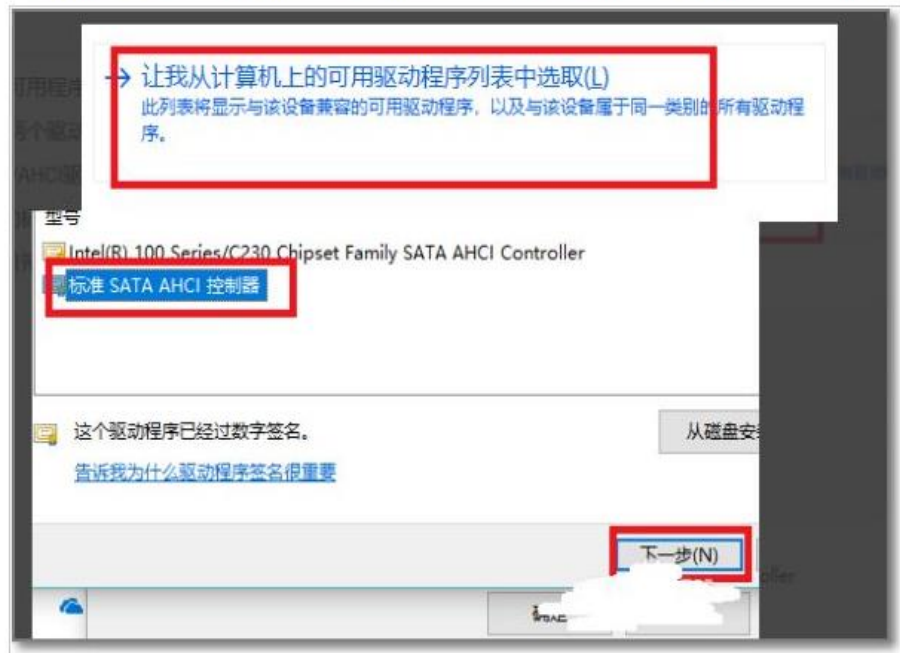 让我从计算机上的可用驱动程序列表中选取(L)
此列表将显示与该设备兼容的可用驱动程序，以及与该设备属于同一类别的所有驱动程
序。
型号
Intel(R) 100 Series/C230 Chipset Family SATA AHCI Controller
标准 SATA AHCI 控制器
这个驱动程序已经过数字签名。
从磁盘安
告诉我为什么驱动程序签名很重要
下一步(N)